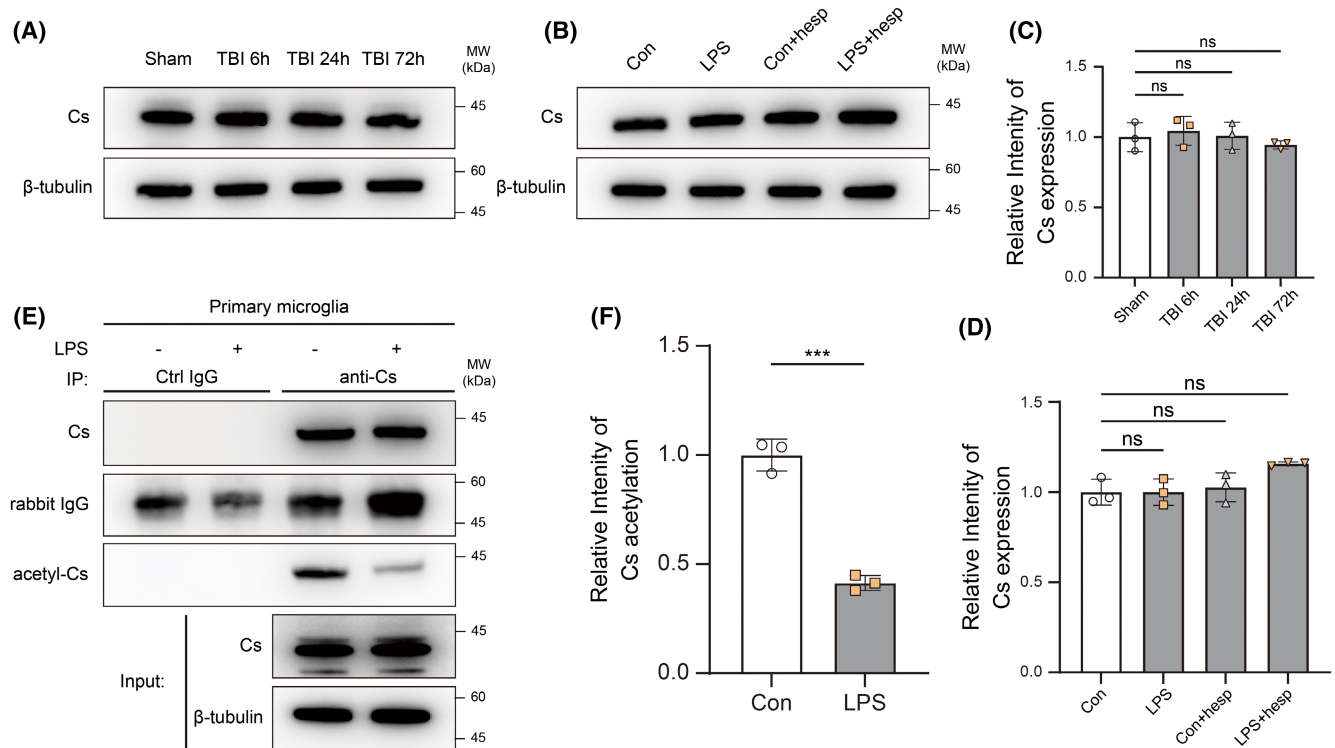 (A)
Sham TBI 6h TBI 24h TBI 72h
MW
(kDa)
Cs
45
β-tubulin
60
45
(B)
Con LPS Con+hesp LPS+hesp
MW
(kDa)
Cs
45
β-tubulin
60
45
(C)
ns
ns
ns
1.5
1.0
0.5
0.0
Relative Intenity of
Cs expression
Sham TBI 6h TBI 24h TBI 72h
(E)
Primary microglia
LPS - + - +
IP: Ctrl IgG anti-Cs
MW
(kDa)
Cs
45
rabbit IgG
60
45
acetyl-Cs
45
Input:
Cs
45
β-tubulin
60
45
(F)
***
1.5
1.0
0.5
0.0
Relative Intenity of
Cs acetylation
Con LPS
(D)
ns
ns
ns
1.5
1.0
0.5
0.0
Relative Intenity of
Cs expression
Con LPS Con+hesp LPS+hesp